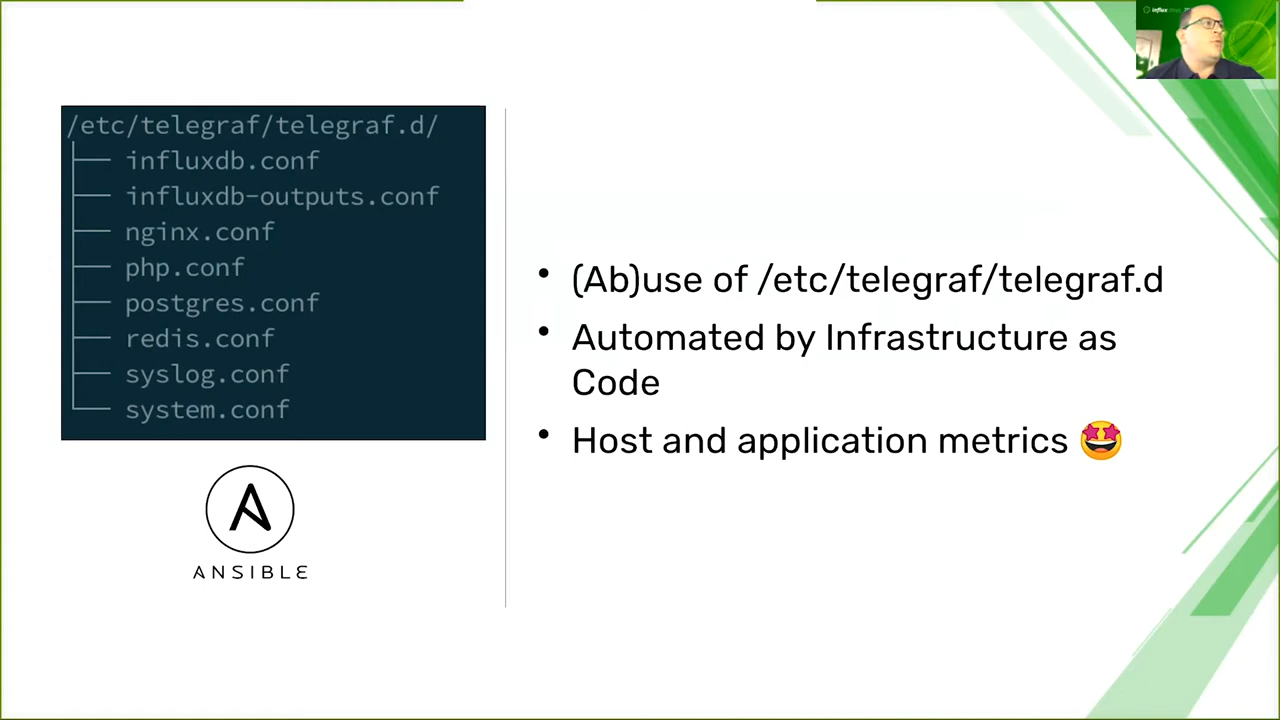 /etc/telegraf/telegraf.d/
influxdb.conf
influxdb-outputs.conf
nginx.conf
php.conf
postgres.conf
redis.conf
syslog.conf
system.conf
ANSIBLE
(Ab)use of /etc/telegraf/telegraf.d
Automated by Infrastructure as
Code
Host and application metrics 🤩
influx